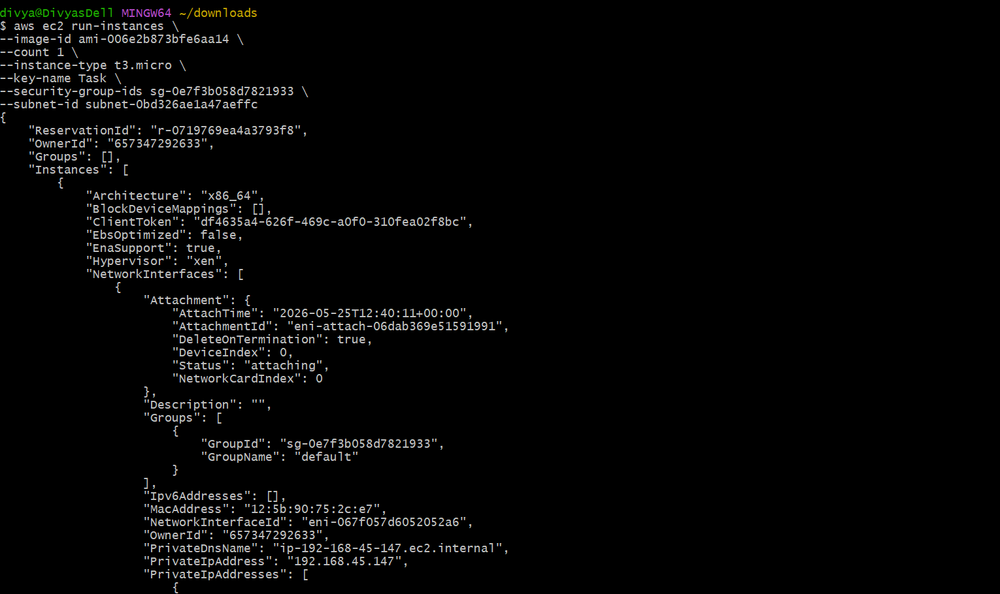 divya@DivyasDell MINGW64 ~/downloads
$ aws ec2 run-instances \
--image-id ami-006e2b873bfe6aa14 \
--count 1 \
--instance-type t3.micro \
--key-name Task \
--security-group-ids sg-0e7f3b058d7821933 \
--subnet-id subnet-0bd326ae1a47aeffc
{
    "ReservationId": "r-0719769ea4a3793f8",
    "OwnerId": "657347292633",
    "Groups": [],
    "Instances": [
        {
            "Architecture": "x86_64",
            "BlockDeviceMappings": [],
            "ClientToken": "df4635a4-626f-469c-a0f0-310fea02f8bc",
            "EbsOptimized": false,
            "EnaSupport": true,
            "Hypervisor": "xen",
            "NetworkInterfaces": [
                {
                    "Attachment": {
                        "AttachTime": "2026-05-25T12:40:11+00:00",
                        "AttachmentId": "eni-attach-06dab369e51591991",
                        "DeleteOnTermination": true,
                        "DeviceIndex": 0,
                        "Status": "attaching",
                        "NetworkCardIndex": 0
                    },
                    "Description": "",
                    "Groups": [
                        {
                            "GroupId": "sg-0e7f3b058d7821933",
                            "GroupName": "default"
                        }
                    ],
                    "Ipv6Addresses": [],
                    "MacAddress": "12:5b:90:75:2c:e7",
                    "NetworkInterfaceId": "eni-067f057d6052052a6",
                    "OwnerId": "657347292633",
                    "PrivateDnsName": "ip-192-168-45-147.ec2.internal",
                    "PrivateIpAddress": "192.168.45.147",
                    "PrivateIpAddresses": [
                        {